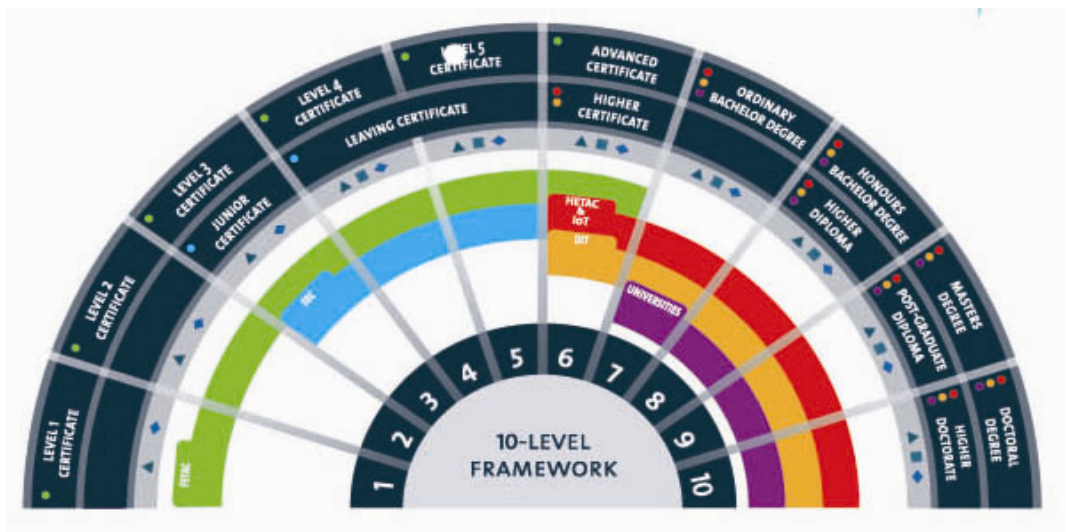 LEVEL 1
CERTIFICATE
LEVEL 2
CERTIFICATE
LEVEL 3
CERTIFICATE
JUNIOR
CERTIFICATE
LEVEL 4
CERTIFICATE
LEAVING CERTIFICATE
LEVEL 5
CERTIFICATE
ADVANCED
CERTIFICATE
HIGHER
CERTIFICATE
ORDINARY
BACHELOR DEGREE
HONOURS
BACHELOR DEGREE
HIGHER
DIPLOMA
MASTERS
DEGREE
POST-GRADUATE
DIPLOMA
DOCTORAL
DEGREE
HIGHER
DOCTORATE
FETAC
HETAC
&
IoT
DIT
UNIVERSITIES
1
2
3
4
5
6
7
8
9
10
10-LEVEL
FRAMEWORK